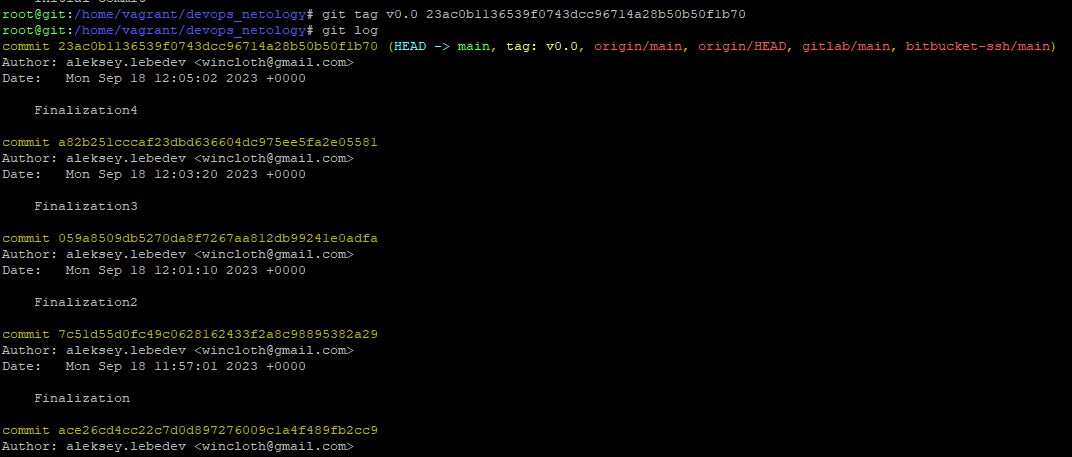 root@git:/home/vagrant/devops_netology# git tag v0.0 23ac0b1136539f0743dcc96714a28b50b50f1b70
root@git:/home/vagrant/devops_netology# git log
commit 23ac0b1136539f0743dcc96714a28b50b50f1b70 (HEAD -> main, tag: v0.0, origin/main, origin/HEAD, gitlab/main, bitbucket-ssh/main)
Author: aleksey.lebedev <wincloth@gmail.com>
Date:   Mon Sep 18 12:05:02 2023 +0000
    Finalization4
commit a82b251cccaf23dbd636604dc975ee5fa2e05581
Author: aleksey.lebedev <wincloth@gmail.com>
Date:   Mon Sep 18 12:03:20 2023 +0000
    Finalization3
commit 059a8509db5270da8f7267aa812db99241e0adfa
Author: aleksey.lebedev <wincloth@gmail.com>
Date:   Mon Sep 18 12:01:10 2023 +0000
    Finalization2
commit 7c51d55d0fc49c0628162433f2a8c98895382a29
Author: aleksey.lebedev <wincloth@gmail.com>
Date:   Mon Sep 18 11:57:01 2023 +0000
    Finalization
commit ace26cd4cc22c7d0d897276009c1a4f489fb2cc9
Author: aleksey.lebedev <wincloth@gmail.com>